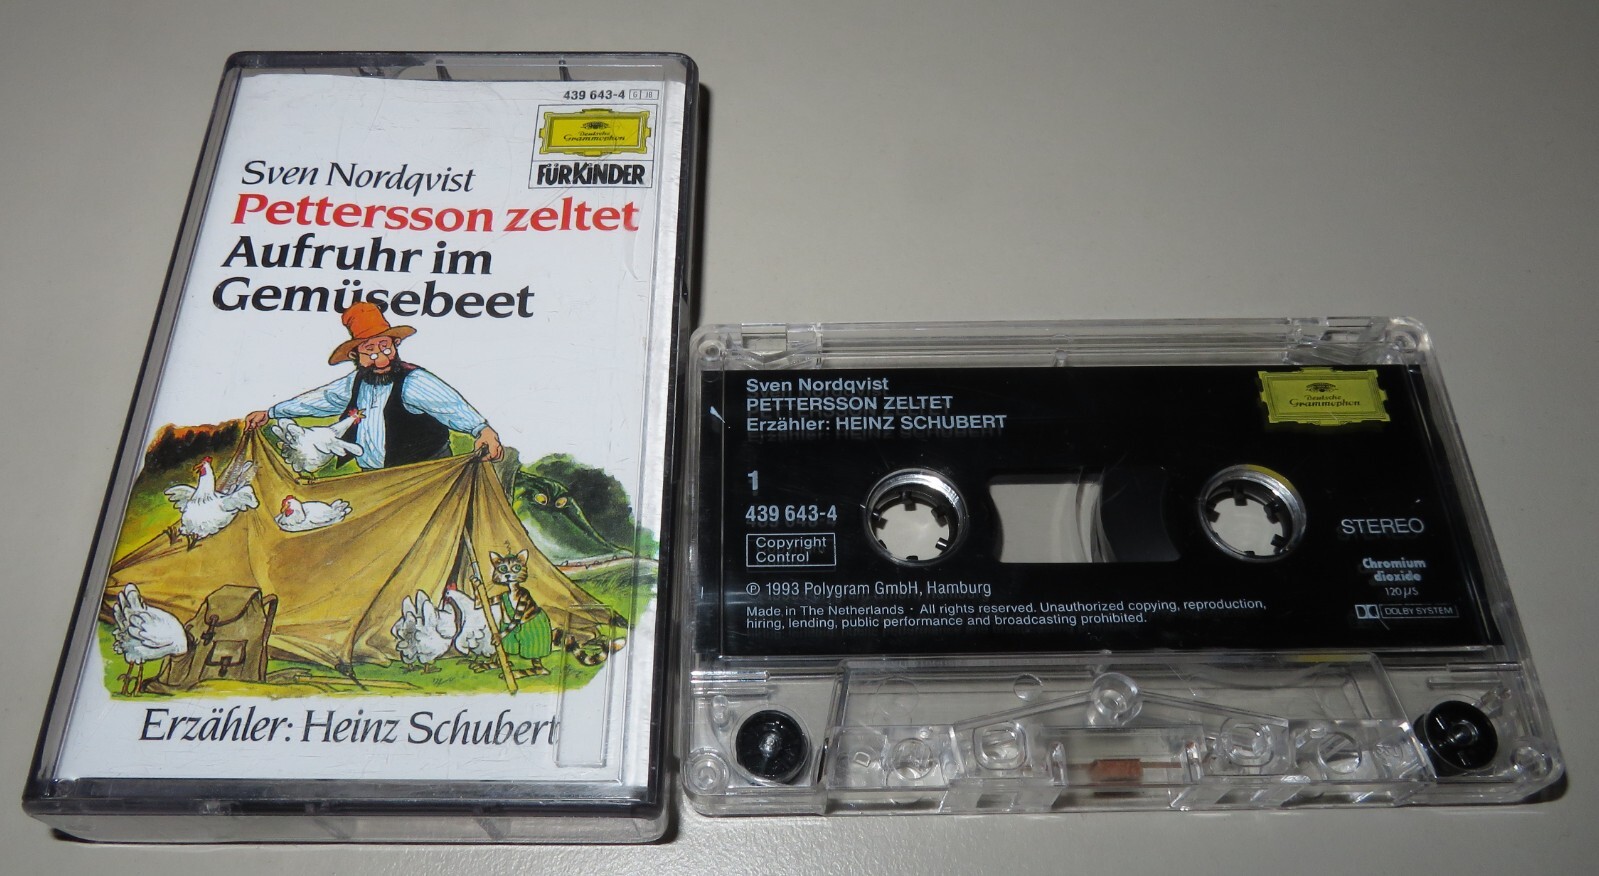 439 643-4 G JB
Deutsche
Grammophon
FÜR KINDER
Sven Nordqvist
Pettersson zeltet
Aufruhr im
Gemüsebeet
Erzähler: Heinz Schubert
Sven Nordqvist
PETTERSSON ZELTET
Erzähler: HEINZ SCHUBERT
Deutsche
Grammophon
1
439 643-4
Copyright
Control
STEREO
Chromium
dioxide
120 µs
DOLBY SYSTEM
℗ 1993 Polygram GmbH, Hamburg
Made in The Netherlands · All rights reserved. Unauthorized copying, reproduction,
hiring, lending, public performance and broadcasting prohibited.